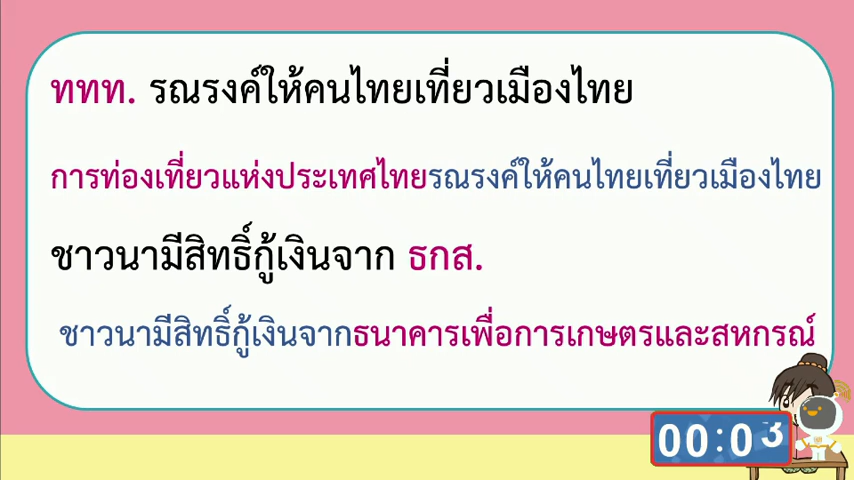 ททท. รณรงค์ให้คนไทยเที่ยวเมืองไทย
การท่องเที่ยวแห่งประเทศไทยรณรงค์ให้คนไทยเที่ยวเมืองไทย
ชาวนามีสิทธิ์กู้เงินจาก ธกส.
ชาวนามีสิทธิ์กู้เงินจากธนาคารเพื่อการเกษตรและสหกรณ์
00:03